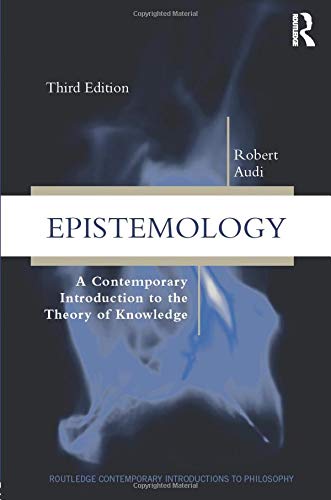 ROUTLEDGE
Third Edition
Robert
Audi
EPISTEMOLOGY
A Contemporary
Introduction to the
Theory of Knowledge
ROUTLEDGE CONTEMPORARY INTRODUCTIONS TO PHILOSOPHY